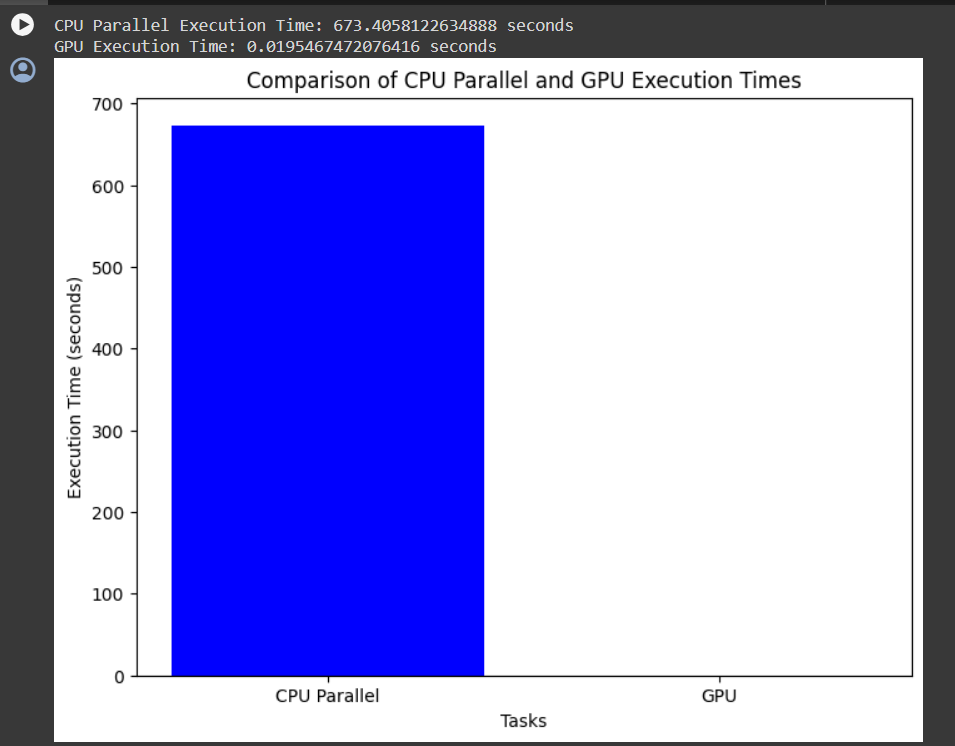 CPU Parallel Execution Time: 673.4058122634888 seconds
GPU Execution Time: 0.0195467472076416 seconds
Comparison of CPU Parallel and GPU Execution Times
700
600
500
400
300
200
100
0
Execution Time (seconds)
CPU Parallel
GPU
Tasks